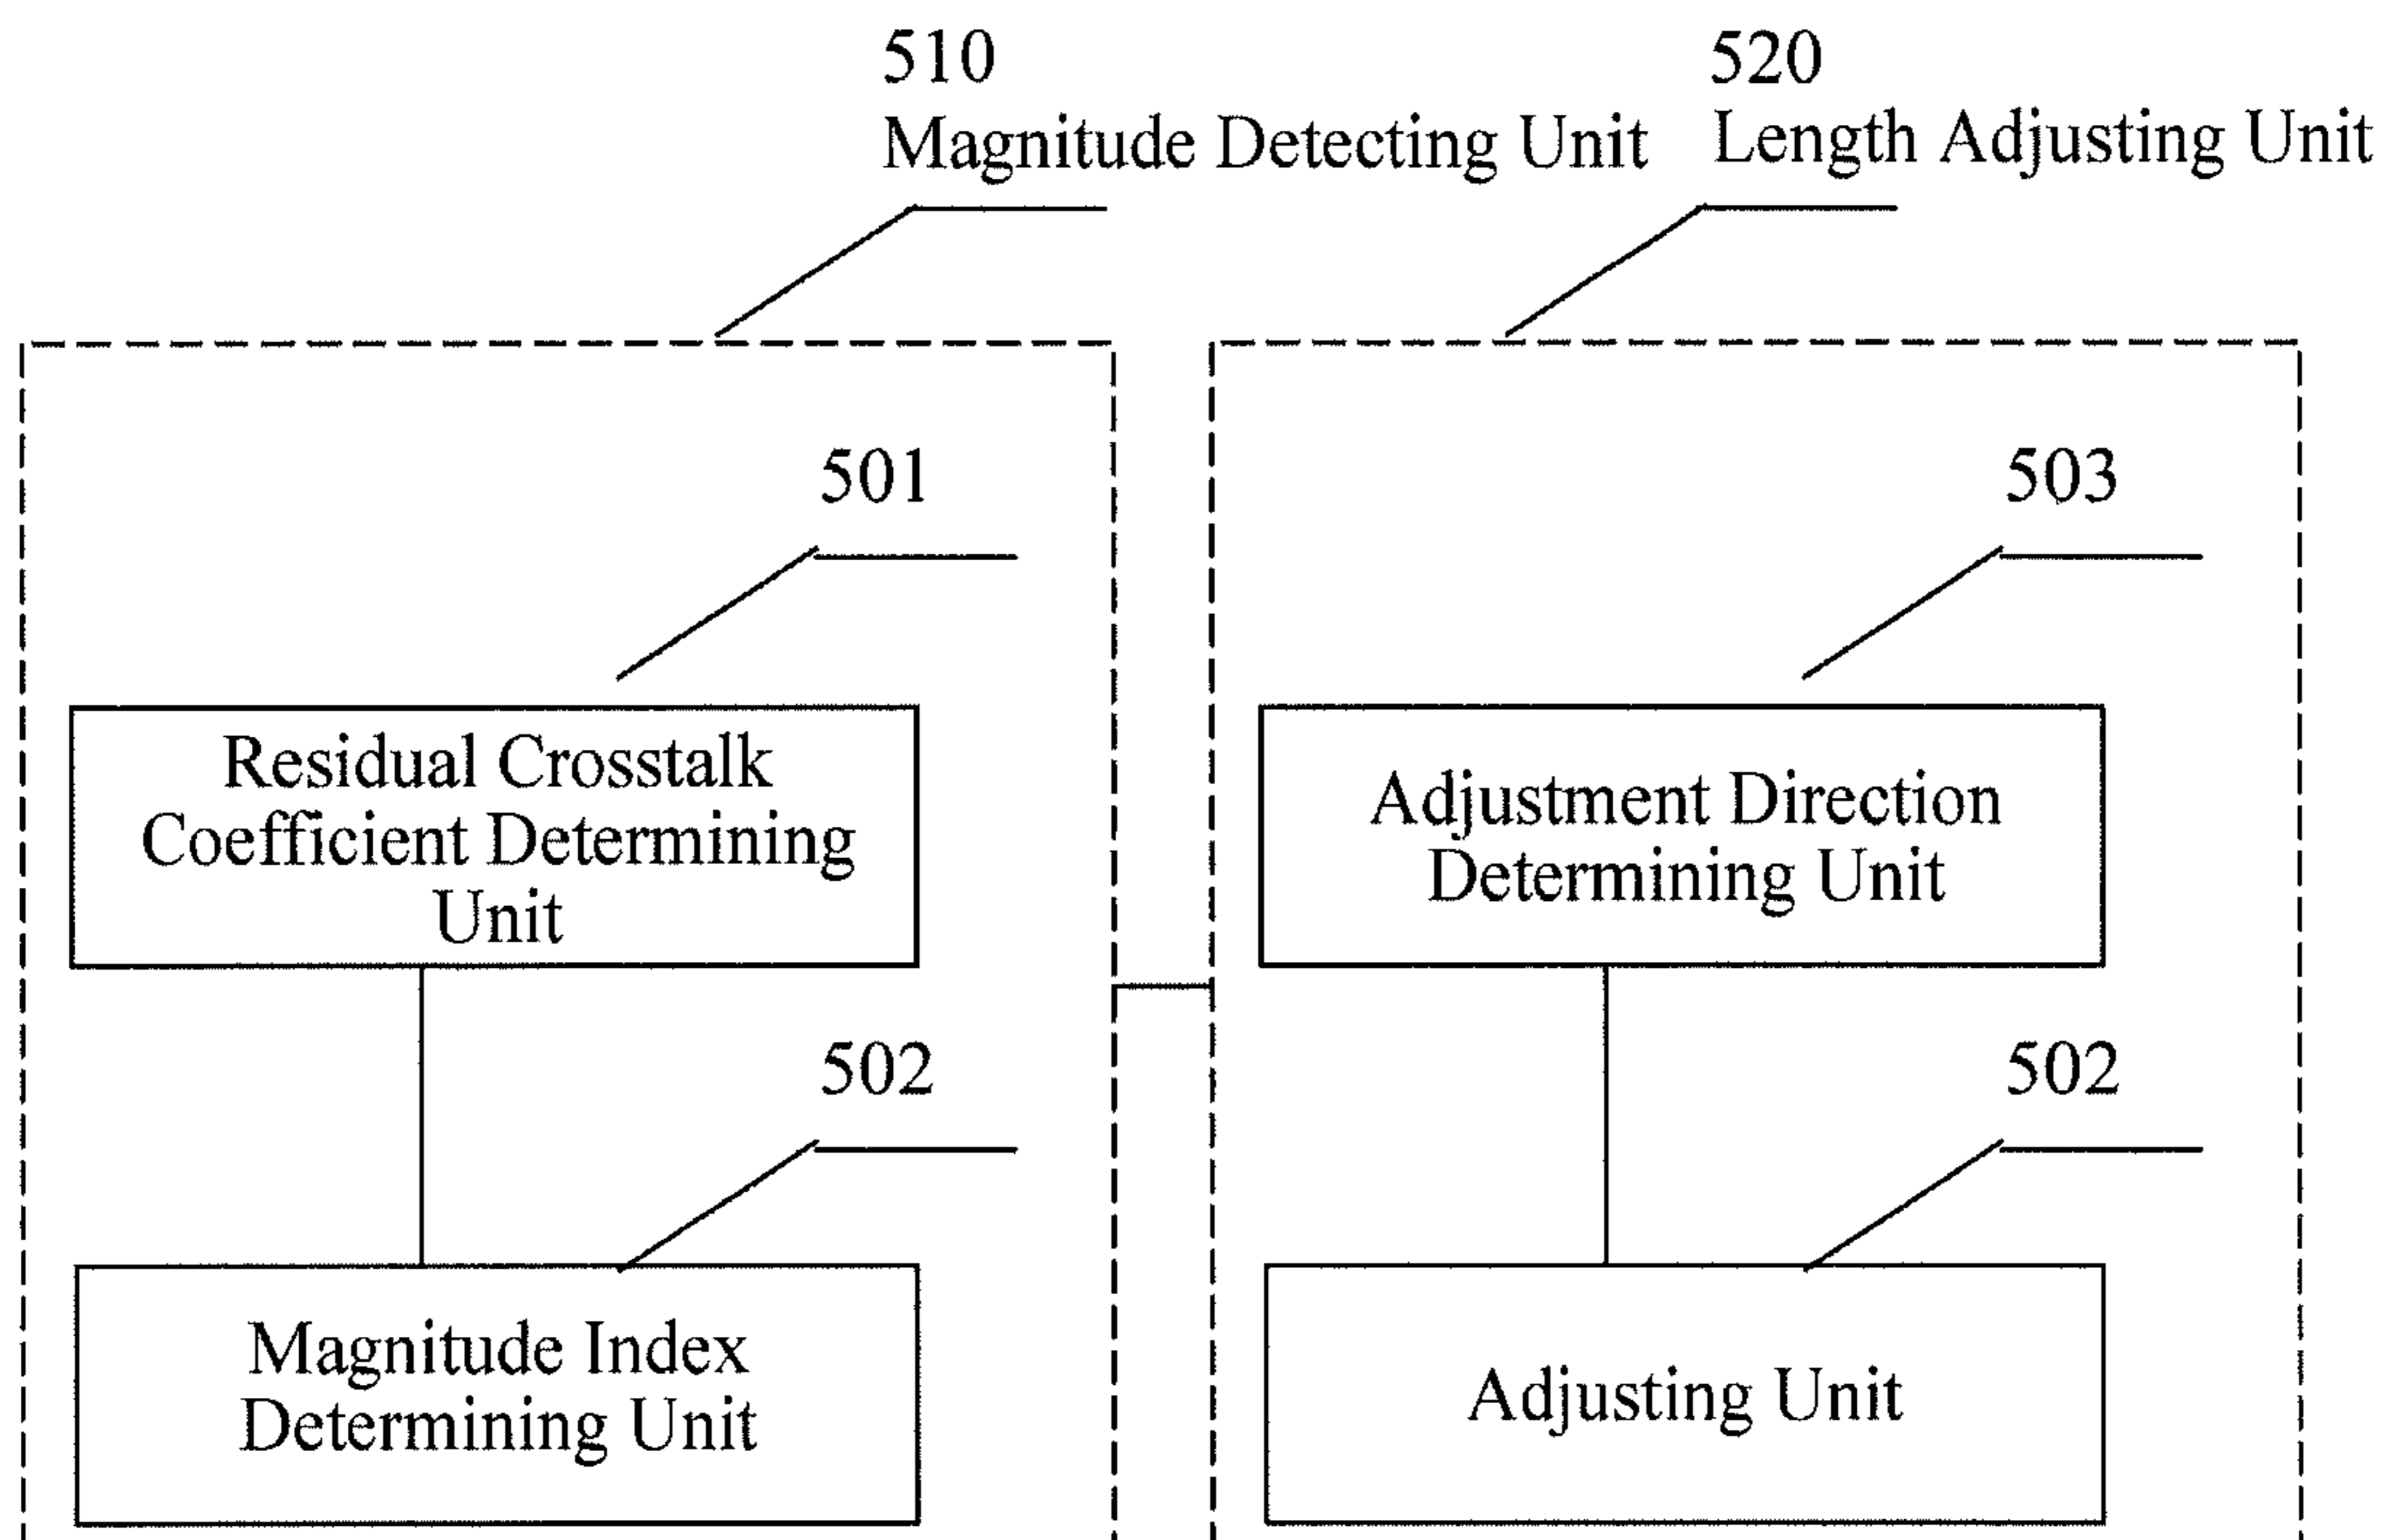 510
Magnitude Detecting Unit
520
Length Adjusting Unit
501
Residual Crosstalk
Coefficient Determining
Unit
502
Magnitude Index
Determining Unit
503
Adjustment Direction
Determining Unit
502
Adjusting Unit